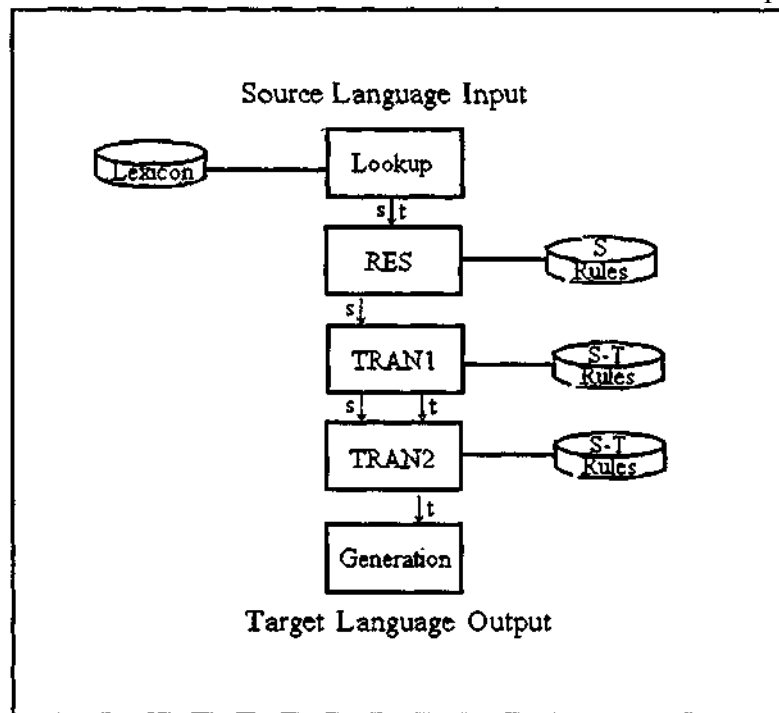 Source Language Input
Lexicon
Lookup
s t
RES
S
Rules
s
TRAN1
S-T
Rules
s t
TRAN2
S-T
Rules
t
Generation
Target Language Output